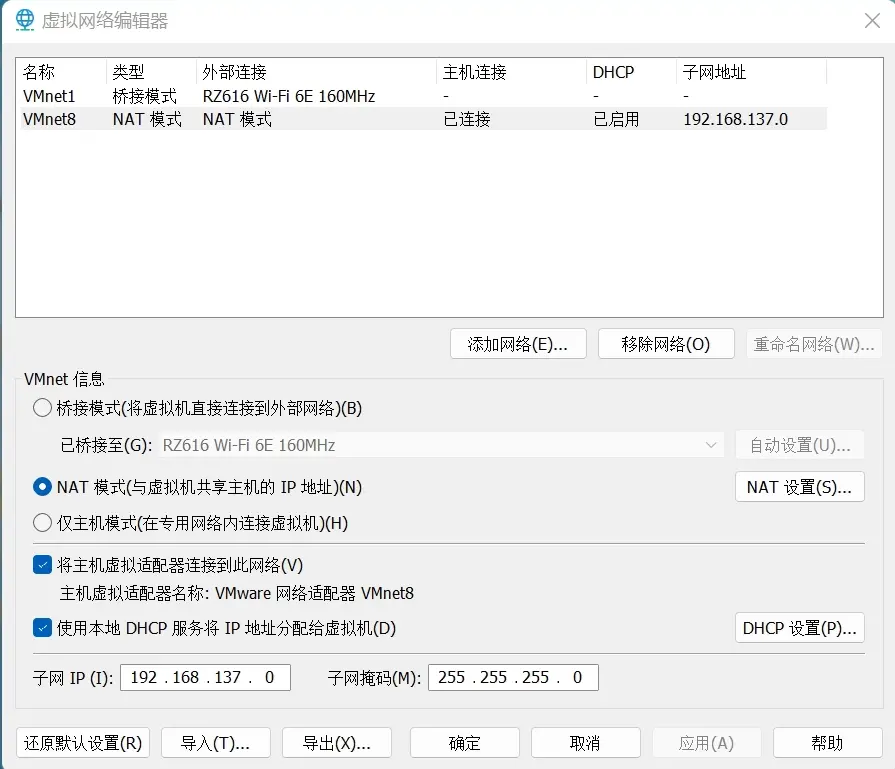 虚拟网络编辑器
名称 类型 外部连接 主机连接 DHCP 子网地址
VMnet1 桥接模式 RZ616 Wi-Fi 6E 160MHz - - -
VMnet8 NAT 模式 NAT 模式 已连接 已启用 192.168.137.0
添加网络(E)... 移除网络(O) 重命名网络(W)...
VMnet 信息
桥接模式(将虚拟机直接连接到外部网络)(B)
已桥接至(G): RZ616 Wi-Fi 6E 160MHz 自动设置(U)...
NAT 模式(与虚拟机共享主机的 IP 地址)(N) NAT 设置(S)...
仅主机模式(在专用网络内连接虚拟机)(H)
将主机虚拟适配器连接到此网络(V)
主机虚拟适配器名称: VMware 网络适配器 VMnet8
使用本地 DHCP 服务将 IP 地址分配给虚拟机(D) DHCP 设置(P)...
子网 IP (I): 192 . 168 . 137 . 0 子网掩码(M): 255 . 255 . 255 . 0
还原默认设置(R) 导入(T)... 导出(X)... 确定 取消 应用(A) 帮助